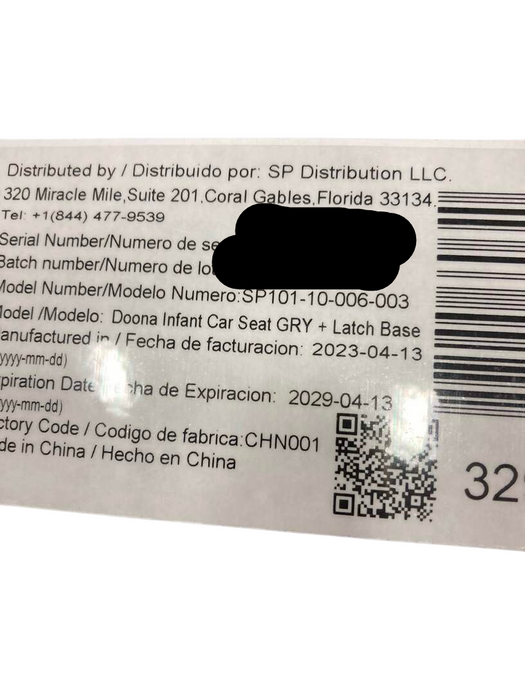 Distributed by / Distribuido por: SP Distribution LLC.
320 Miracle Mile,Suite 201,Coral Gables,Florida 33134.
Tel: +1(844) 477-9539
Serial Number/Numero de se
Batch number/Numero de lo
Model Number/Modelo Numero:SP101-10-006-003
Model /Modelo: Doona Infant Car Seat GRY + Latch Base
anufactured in / Fecha de facturacion: 2023-04-13
yyyy-mm-dd)
piration Date cha de Expiracion: 2029-04-13
yyyy-mm-dd)
ctory Code / Codigo de fabrica:CHN001
de in China / Hecho en China
32